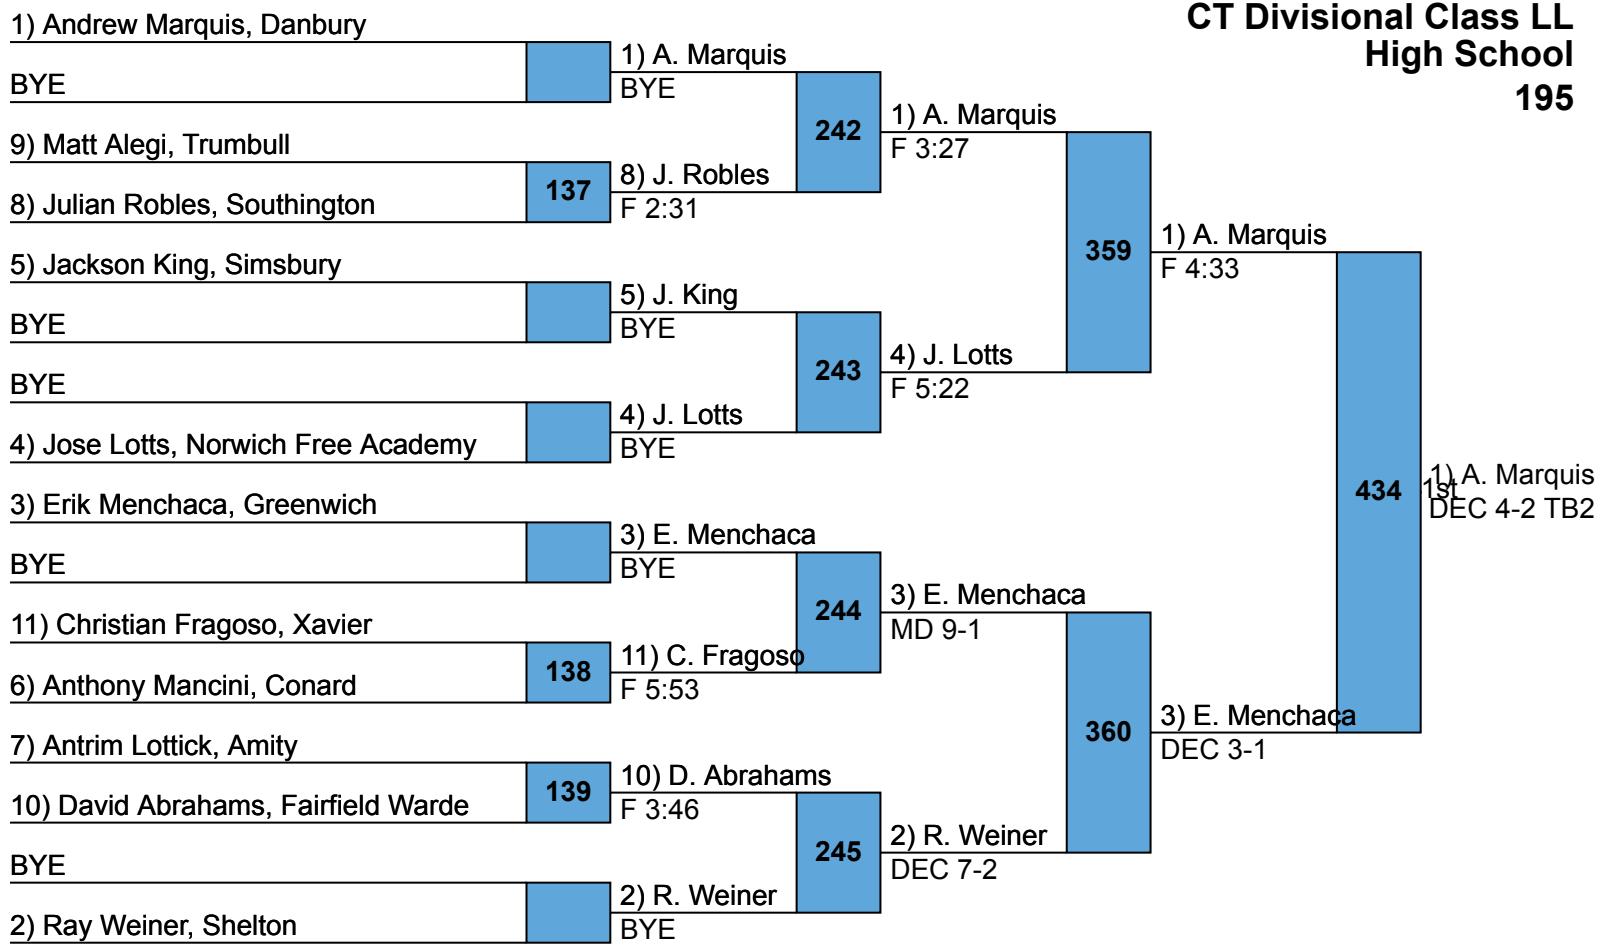 CT Divisional Class LL
High School
195
1) Andrew Marquis, Danbury
BYE
9) Matt Alegi, Trumbull
8) Julian Robles, Southington
5) Jackson King, Simsbury
BYE
BYE
4) Jose Lotts, Norwich Free Academy
3) Erik Menchaca, Greenwich
BYE
11) Christian Fragoso, Xavier
6) Anthony Mancini, Conard
7) Antrim Lottick, Amity
10) David Abrahams, Fairfield Warde
BYE
2) Ray Weiner, Shelton
137
138
139
1) A. Marquis
BYE
8) J. Robles
F 2:31
5) J. King
BYE
4) J. Lotts
BYE
3) E. Menchaca
BYE
11) C. Fragoso
F 5:53
10) D. Abrahams
F 3:46
2) R. Weiner
BYE
242
243
244
245
1) A. Marquis
F 3:27
4) J. Lotts
F 5:22
3) E. Menchaca
MD 9-1
2) R. Weiner
DEC 7-2
359
360
1) A. Marquis
F 4:33
3) E. Menchaca
DEC 3-1
434
1) A. Marquis
1st
DEC 4-2 TB2